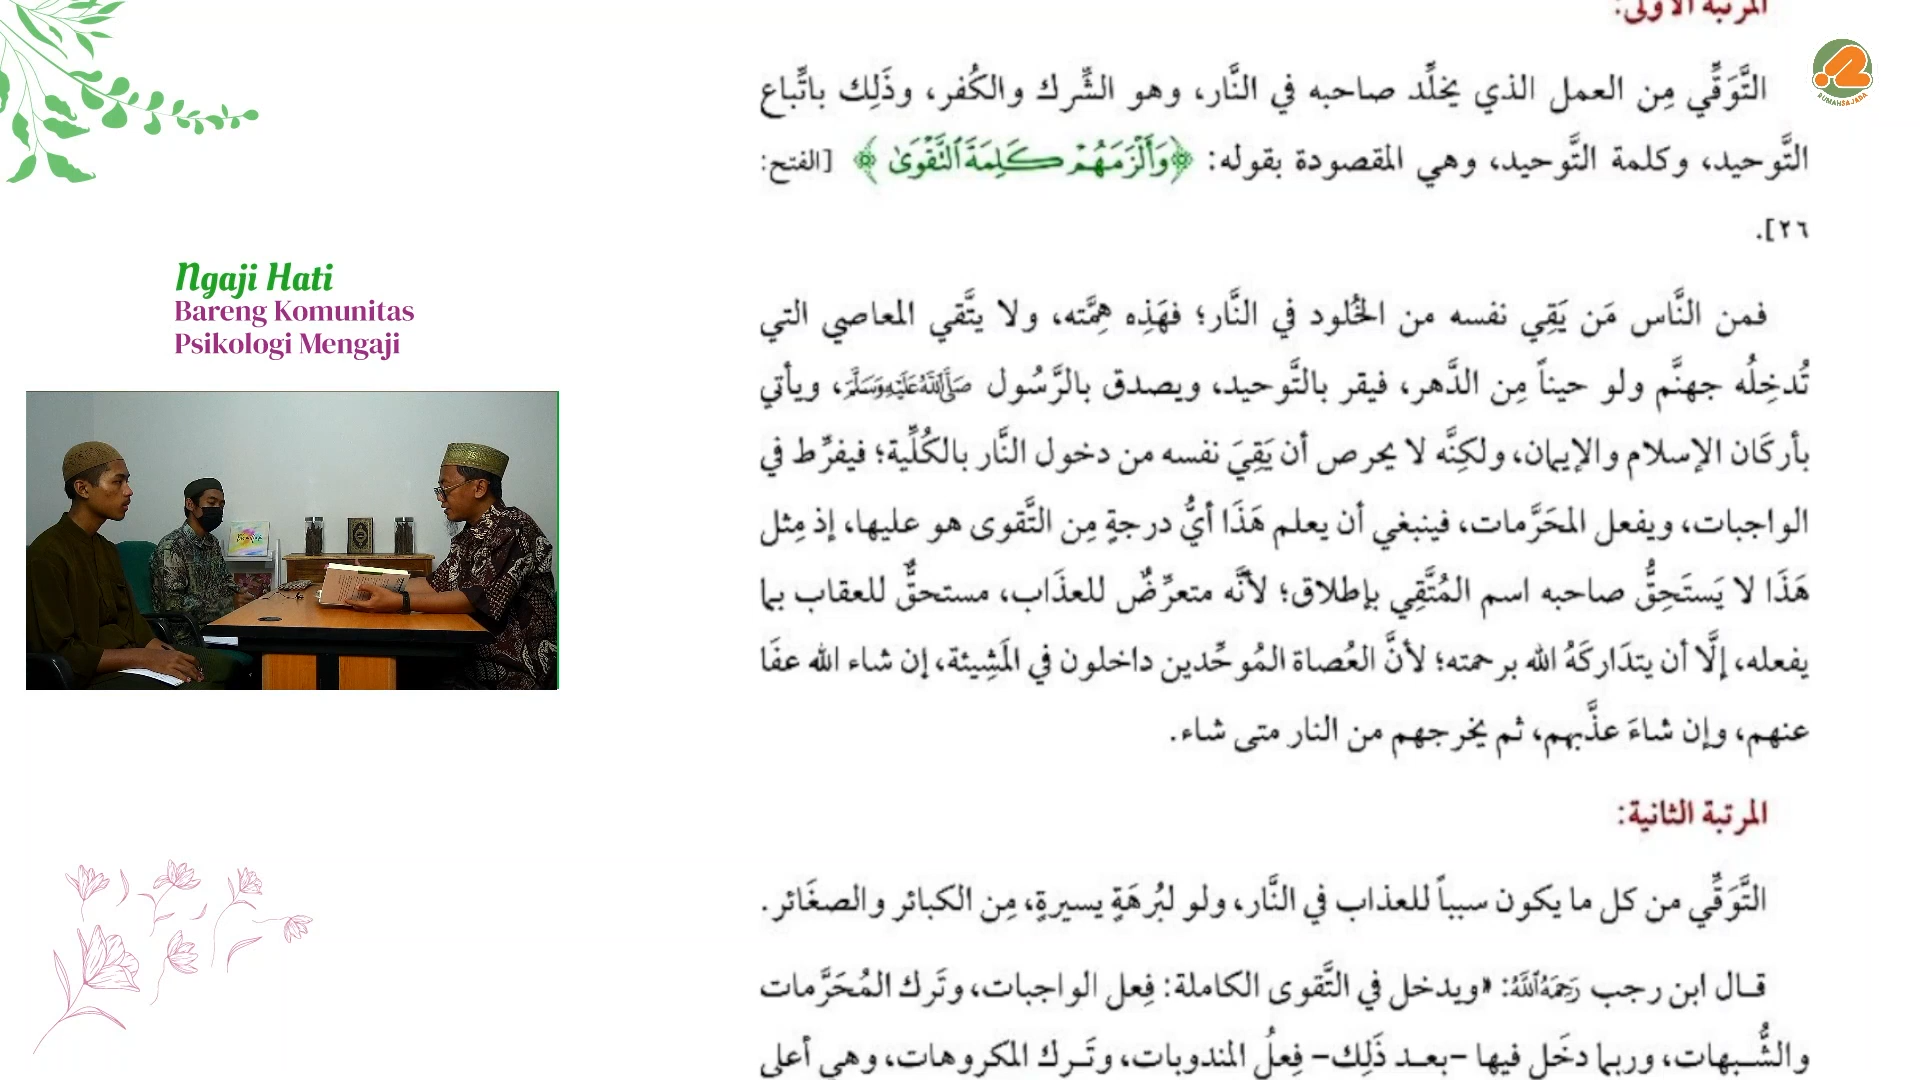 المرتبة الأولى:
التَّوَقِّي مِن العمل الذي يخلِّد صاحبه في النَّار، وهو الشِّرك والكُفر، وذَلِك باتِّباع
التَّوحيد، وكلمة التَّوحيد، وهي المقصودة بقوله: ﴿وَأَلْزَمَهُمْ كَلِمَةَ ٱلتَّقْوَىٰ﴾ [الفتح:
٢٦].
فمن النَّاس مَن يَقِي نفسه من الخُلود في النَّار؛ فهَذِه هِمَّته، ولا يتَّقي المعاصي التي
تُدخِلُه جهنَّم ولو حيناً مِن الدَّهر، فيقر بالتَّوحيد، ويصدق بالرَّسُول صَلَّىٰللَّهُعَلَيْهِوَسَلَّمَ، ويأتي
بأركَان الإسلام والإيمان، ولكِنَّه لا يحرص أن يَقِيَ نفسه من دخول النَّار بالكُلِّية؛ فيفرِّط في
الواجبات، ويفعل المحَرَّمات، فينبغي أن يعلم هَذَا أيُّ درجةٍ مِن التَّقوى هو عليها، إذ مِثل
هَذَا لا يَستَحِقُّ صاحبه اسم المُتَّقِي بإطلاق؛ لأنَّه متعرِّضٌ للعذَاب، مستحقٌّ للعقاب بما
يفعله، إلَّا أن يتدَاركَهُ الله برحمته؛ لأنَّ العُصاة المُوحِّدين داخلون في المَشِيئة، إن شاء الله عفَا
عنهم، وإن شاءَ عذَّبهم، ثم يخرجهم من النار متى شاء.
المرتبة الثانية:
التَّوَقِّي من كل ما يكون سبباً للعذاب في النَّار، ولو لبُرهَةٍ يسيرةٍ، مِن الكبائر والصغَائر.
قال ابن رجب رَحِمَهُٱللَّهُ: «ويدخل في التَّقوى الكاملة: فِعل الواجبات، وتَرك المُحَرَّمات
والشُّبهات، وربما دخَل فيها -بعد ذَلِك- فِعلُ المندوبات، وتَرك المكروهات، وهي أعلى
Ngaji Hati
Bareng Komunitas
Psikologi Mengaji
RUMAHSAJADA